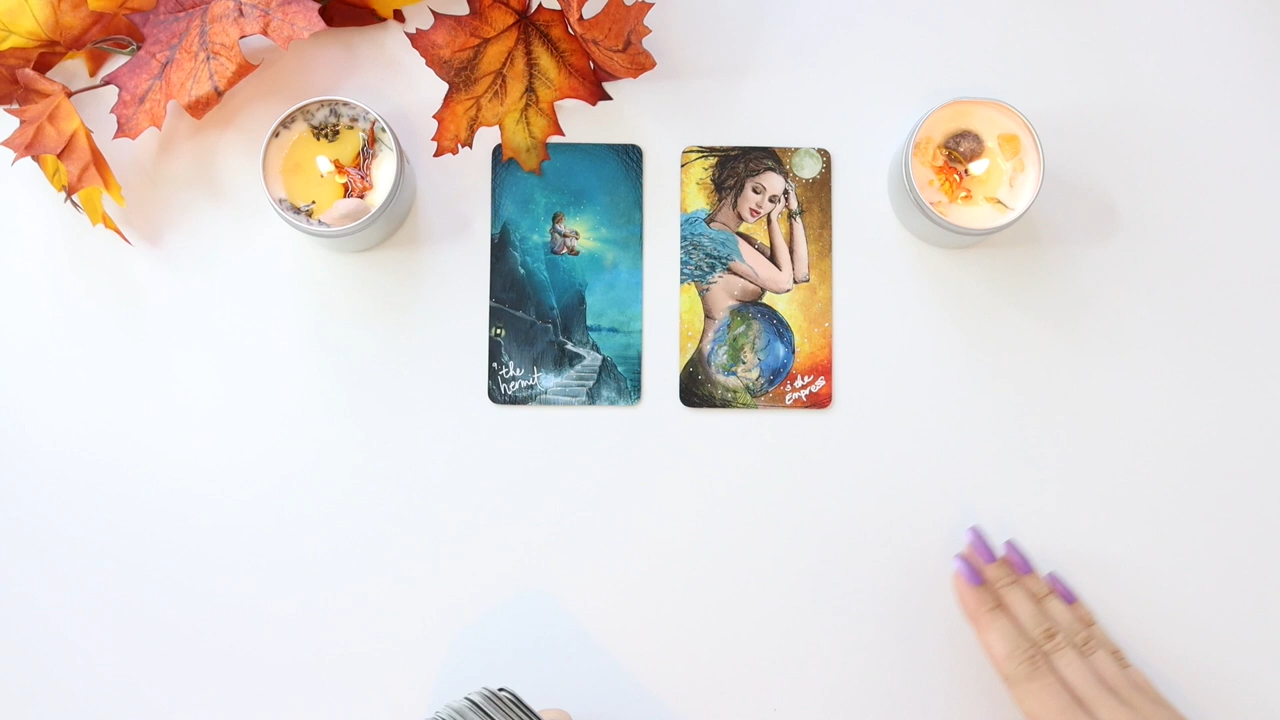 9 the
hermit
3 the
Empress